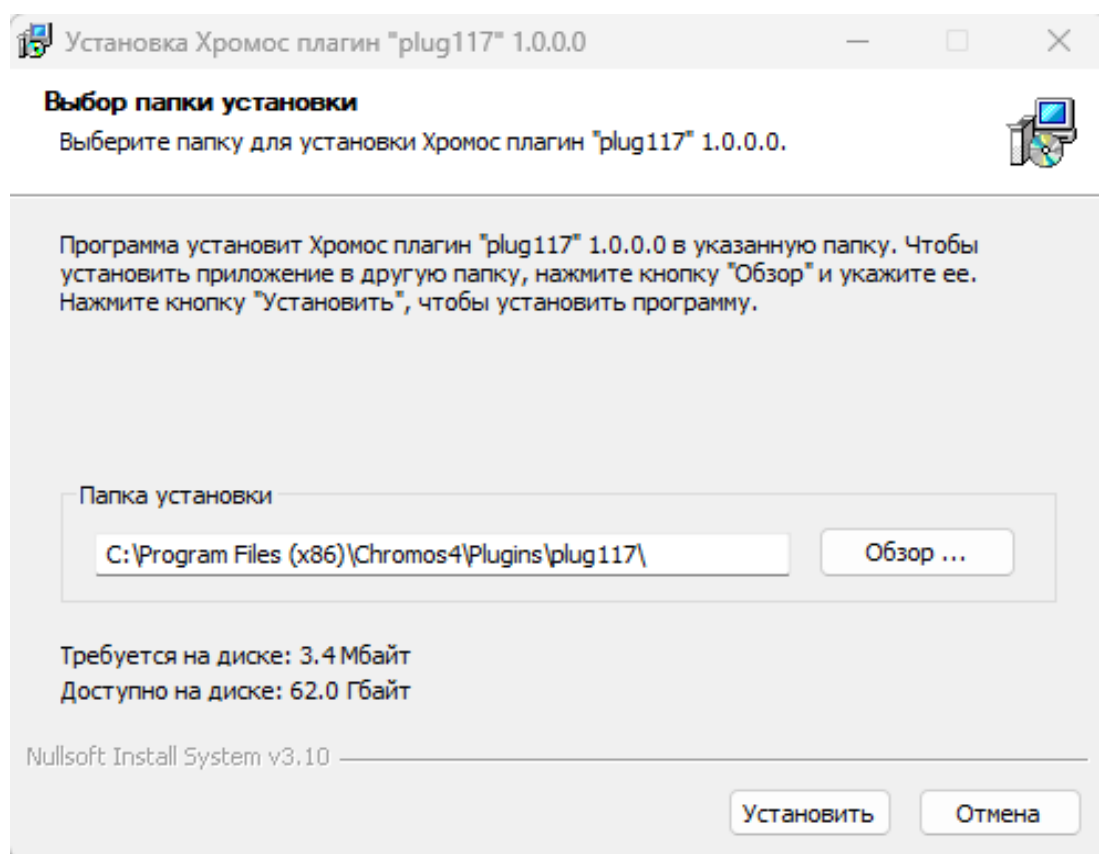 Установка Хромос плагин "plug117" 1.0.0.0
Выбор папки установки
Выберите папку для установки Хромос плагин "plug117" 1.0.0.0.
Программа установит Хромос плагин "plug117" 1.0.0.0 в указанную папку. Чтобы
установить приложение в другую папку, нажмите кнопку "Обзор" и укажите ее.
Нажмите кнопку "Установить", чтобы установить программу.
Папка установки
C:\Program Files (x86)\Chromos4\Plugins\plug117\
Обзор ...
Требуется на диске: 3.4 Мбайт
Доступно на диске: 62.0 Гбайт
Nullsoft Install System v3.10
Установить
Отмена